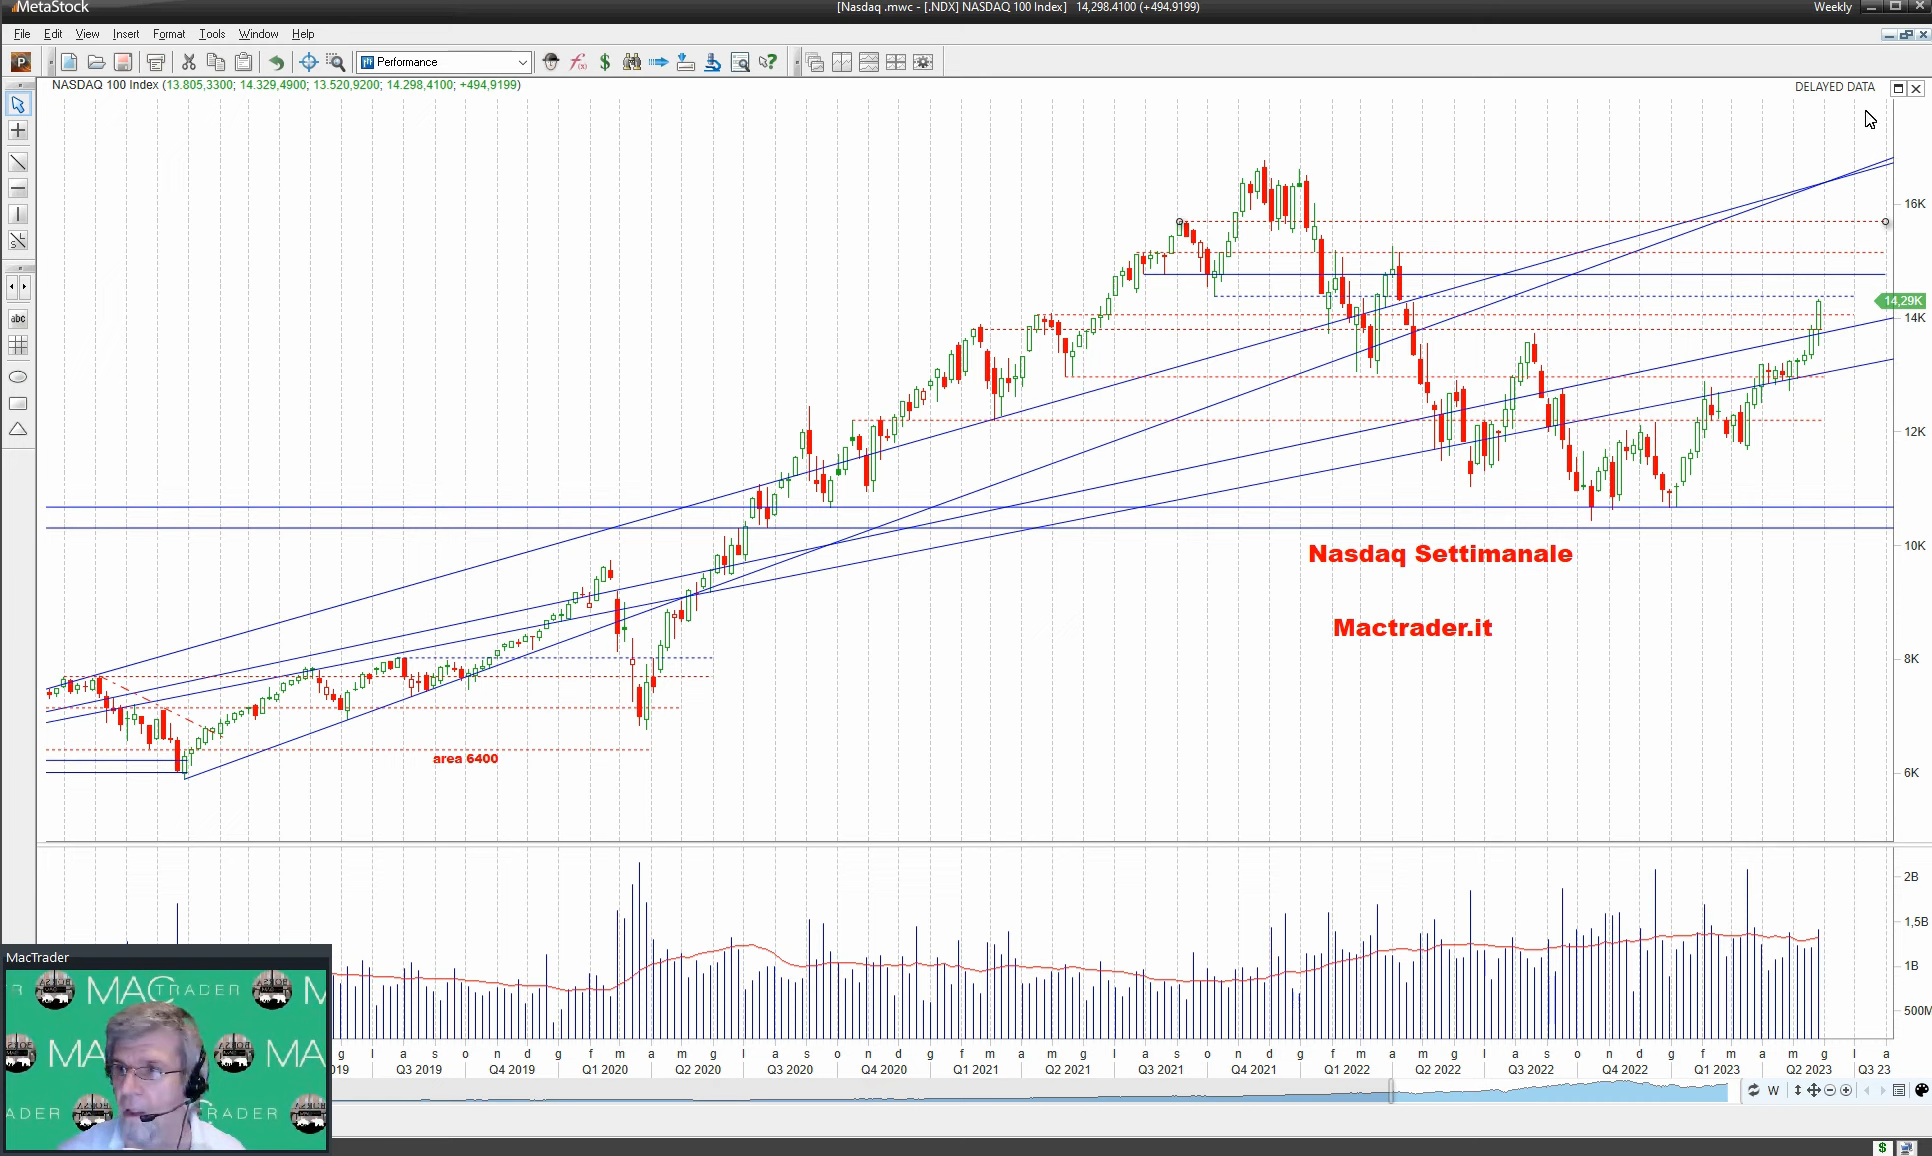 MetaStock
[Nasdaq .mwc - [.NDX] NASDAQ 100 Index] 14,298.4100 (+494.9199)
Weekly
File Edit View Insert Format Tools Window Help
Performance
NASDAQ 100 Index (13.805,3300; 14.329,4900; 13.520,9200; 14.298,4100; +494,9199)
DELAYED DATA
16K
14,29K
14K
12K
10K
8K
6K
abc
Nasdaq Settimanale
Mactrader.it
area 6400
2B
1,5B
1B
500M
MacTrader
MACTRADER
g l a s o n d g f m a m g l a s o n d g f m a m g l a s o n d g f m a m g l a s o n d g f m a m g l a
Q3 2019 Q4 2019 Q1 2020 Q2 2020 Q3 2020 Q4 2020 Q1 2021 Q2 2021 Q3 2021 Q4 2021 Q1 2022 Q2 2022 Q3 2022 Q4 2022 Q1 2023 Q2 2023 Q3 23
W